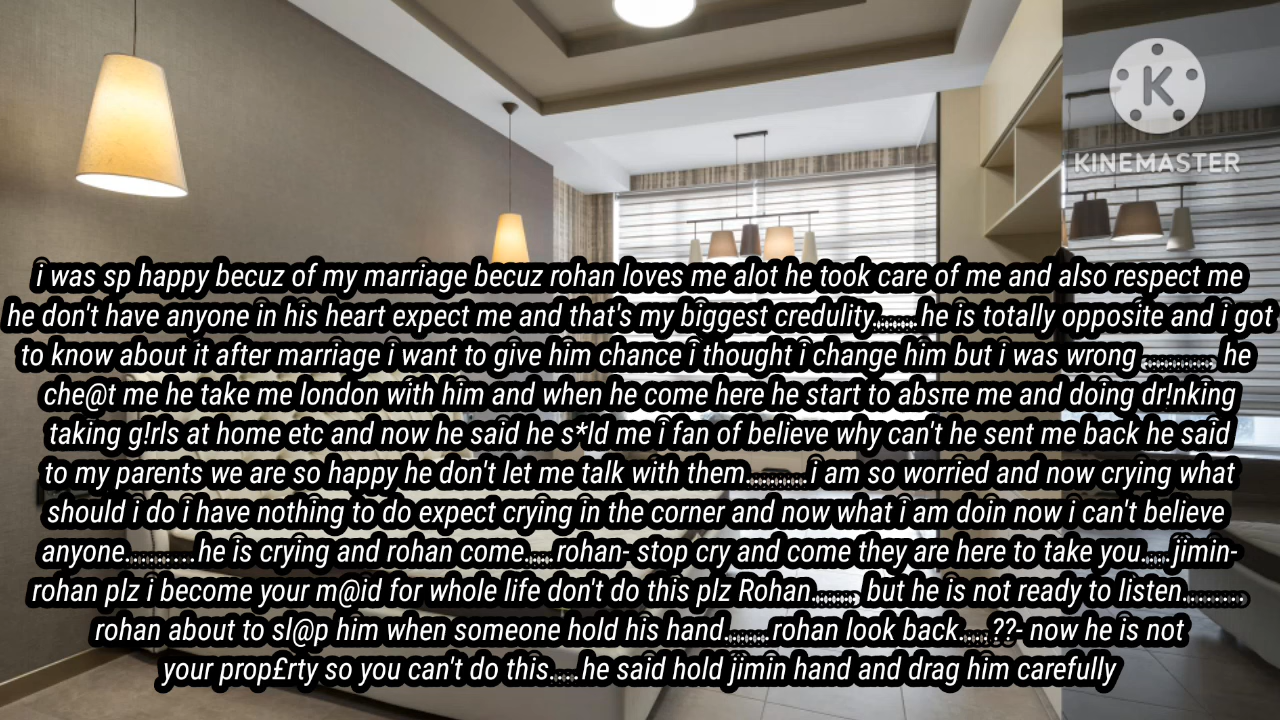 KINEMASTER
i was sp happy becuz of my marriage becuz rohan loves me alot he took care of me and also respect me
he don't have anyone in his heart expect me and that's my biggest credulity........he is totally opposite and i got
to know about it after marriage i want to give him chance i thought i change him but i was wrong ............. he
che@t me he take me london with him and when he come here he start to absπe me and doing dr!nking
taking g!rls at home etc and now he said he s*ld me i fan of believe why can't he sent me back he said
to my parents we are so happy he don't let me talk with them...........i am so worried and now crying what
should i do i have nothing to do expect crying in the corner and now what i am doin now i can't believe
anyone.............he is crying and rohan come.....rohan- stop cry and come they are here to take you.....jimin-
rohan plz i become your m@id for whole life don't do this plz Rohan........, but he is not ready to listen...........
rohan about to sl@p him when someone hold his hand........rohan look back.....??- now he is not
your prop£rty so you can't do this.....he said hold jimin hand and drag him carefully